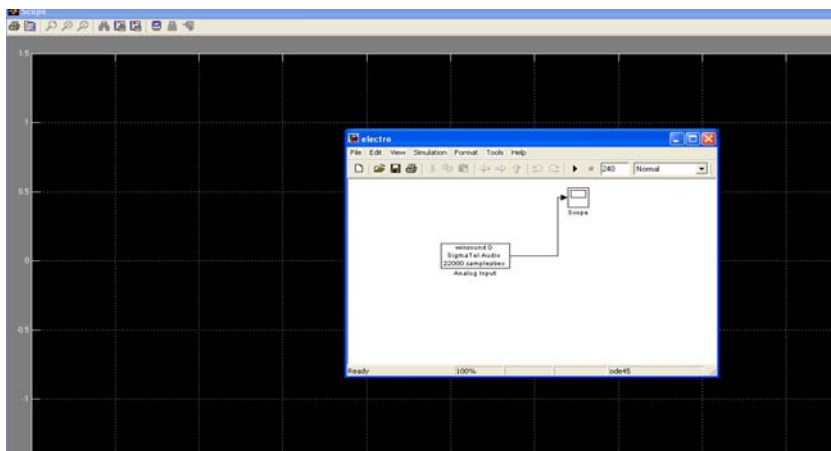 Scope
1.5
1
0.5
0
-0.5
-1
electro
File Edit View Simulation Format Tools Help
240 Normal
Scope
winsound 0
SigmaTel Audio
22000 samples/sec
Analog Input
Ready 100% ode45